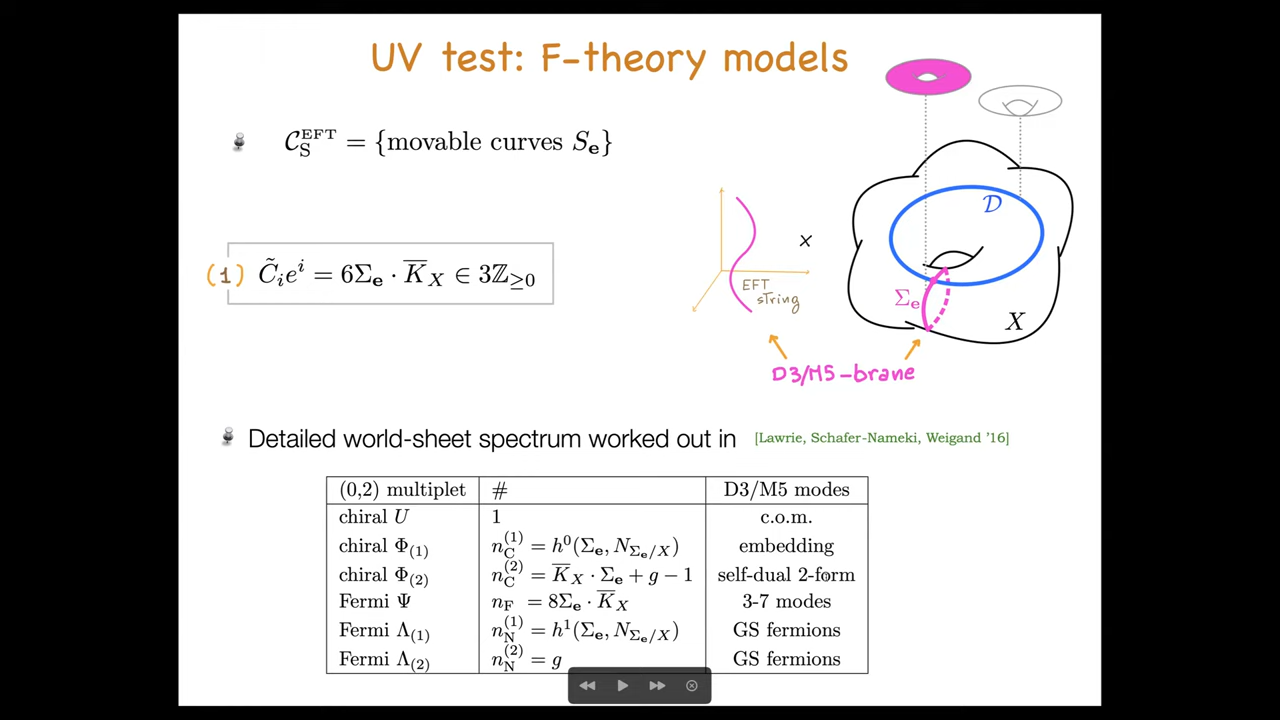 UV test: F-theory models
𝒞_S^EFT = {movable curves S_𝐞}
(1) C̃_i e^i = 6Σ_𝐞 · K̅_X ∈ 3ℤ_≥0
EFT
string
×
𝒟
Σ_𝐞
X
D3/M5-brane
Detailed world-sheet spectrum worked out in [Lawrie, Schafer-Nameki, Weigand '16]
(0,2) multiplet # D3/M5 modes
chiral U 1 c.o.m.
chiral Φ_(1) n_C^(1) = h^0(Σ_𝐞, N_Σ_𝐞/X) embedding
chiral Φ_(2) n_C^(2) = K̅_X · Σ_𝐞 + g − 1 self-dual 2-form
Fermi Ψ n_F = 8Σ_𝐞 · K̅_X 3-7 modes
Fermi Λ_(1) n_N^(1) = h^1(Σ_𝐞, N_Σ_𝐞/X) GS fermions
Fermi Λ_(2) n_N^(2) = g GS fermions